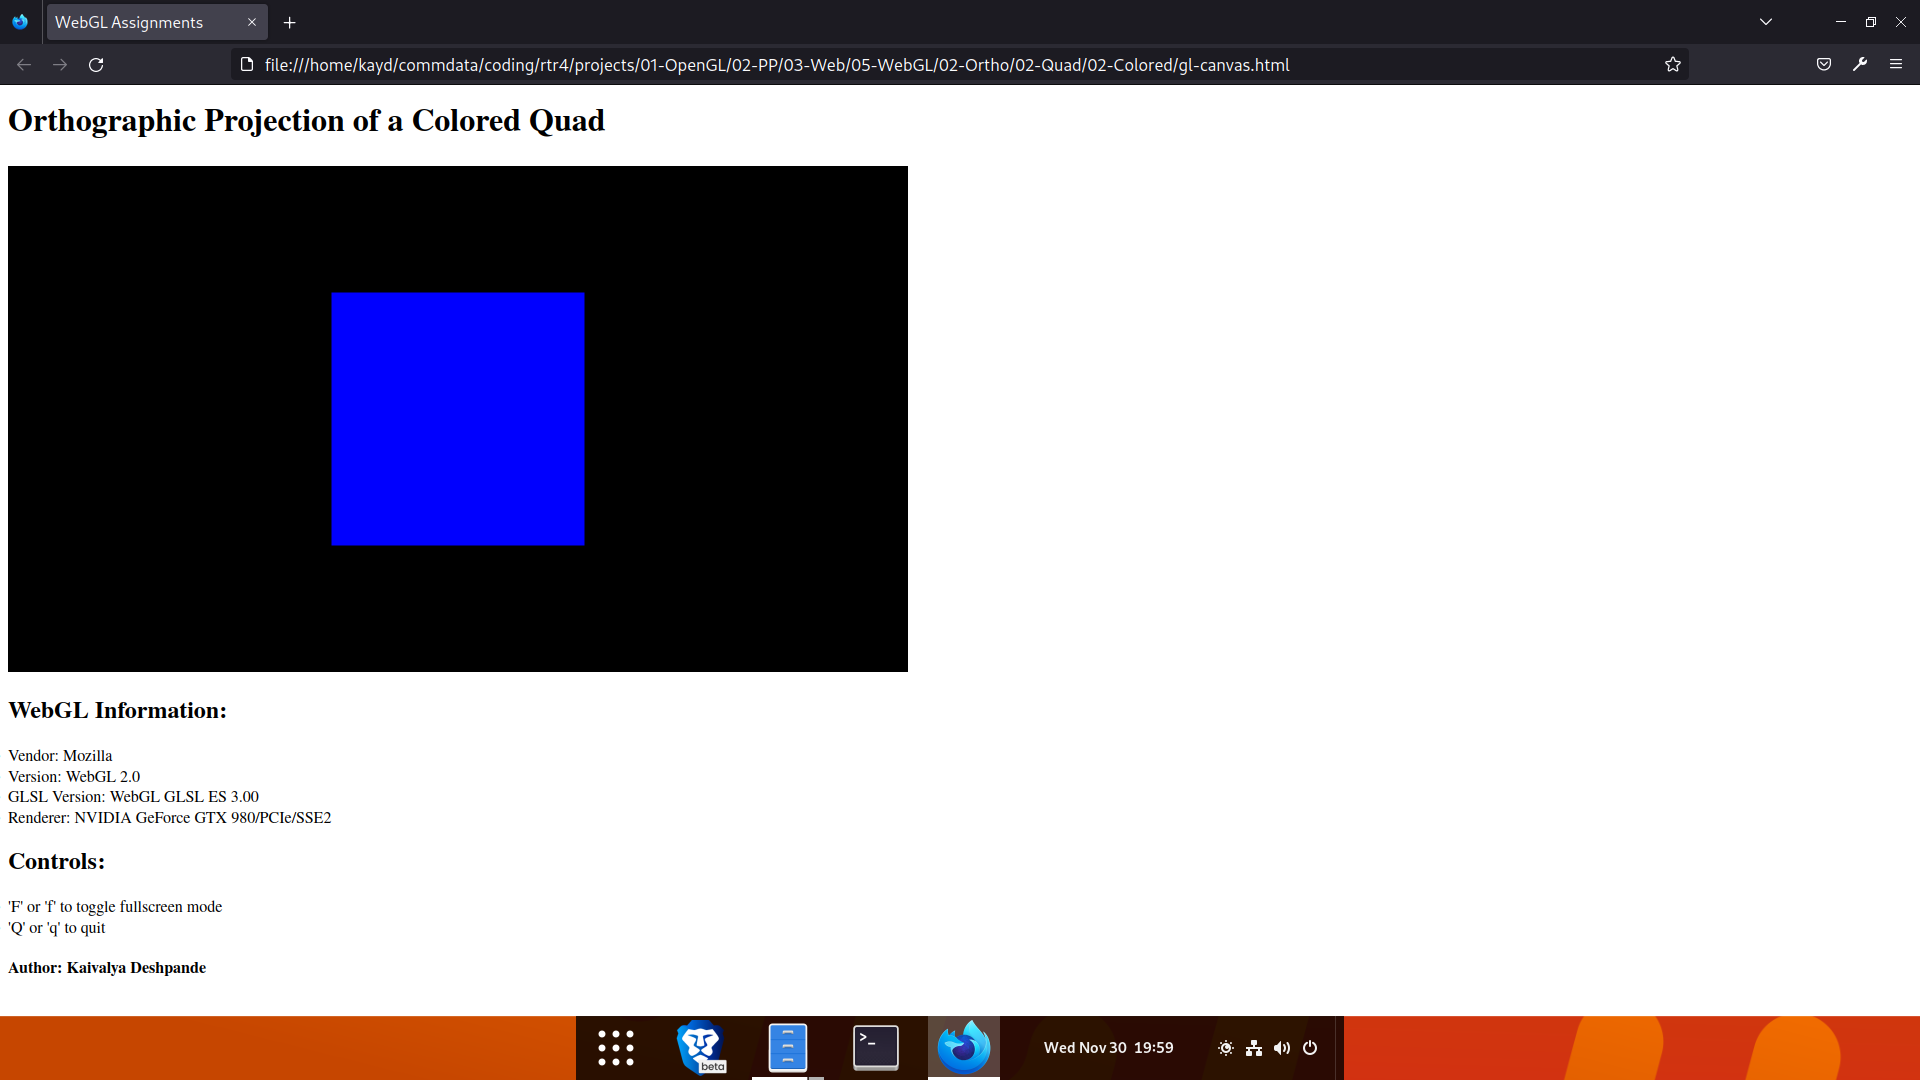 WebGL Assignments
file:///home/kayd/commdata/coding/rtr4/projects/01-OpenGL/02-PP/03-Web/05-WebGL/02-Ortho/02-Quad/02-Colored/gl-canvas.html
Orthographic Projection of a Colored Quad
WebGL Information:
Vendor: Mozilla
Version: WebGL 2.0
GLSL Version: WebGL GLSL ES 3.00
Renderer: NVIDIA GeForce GTX 980/PCIe/SSE2
Controls:
'F' or 'f' to toggle fullscreen mode
'Q' or 'q' to quit
Author: Kaivalya Deshpande
beta
>_
Wed Nov 30 19:59